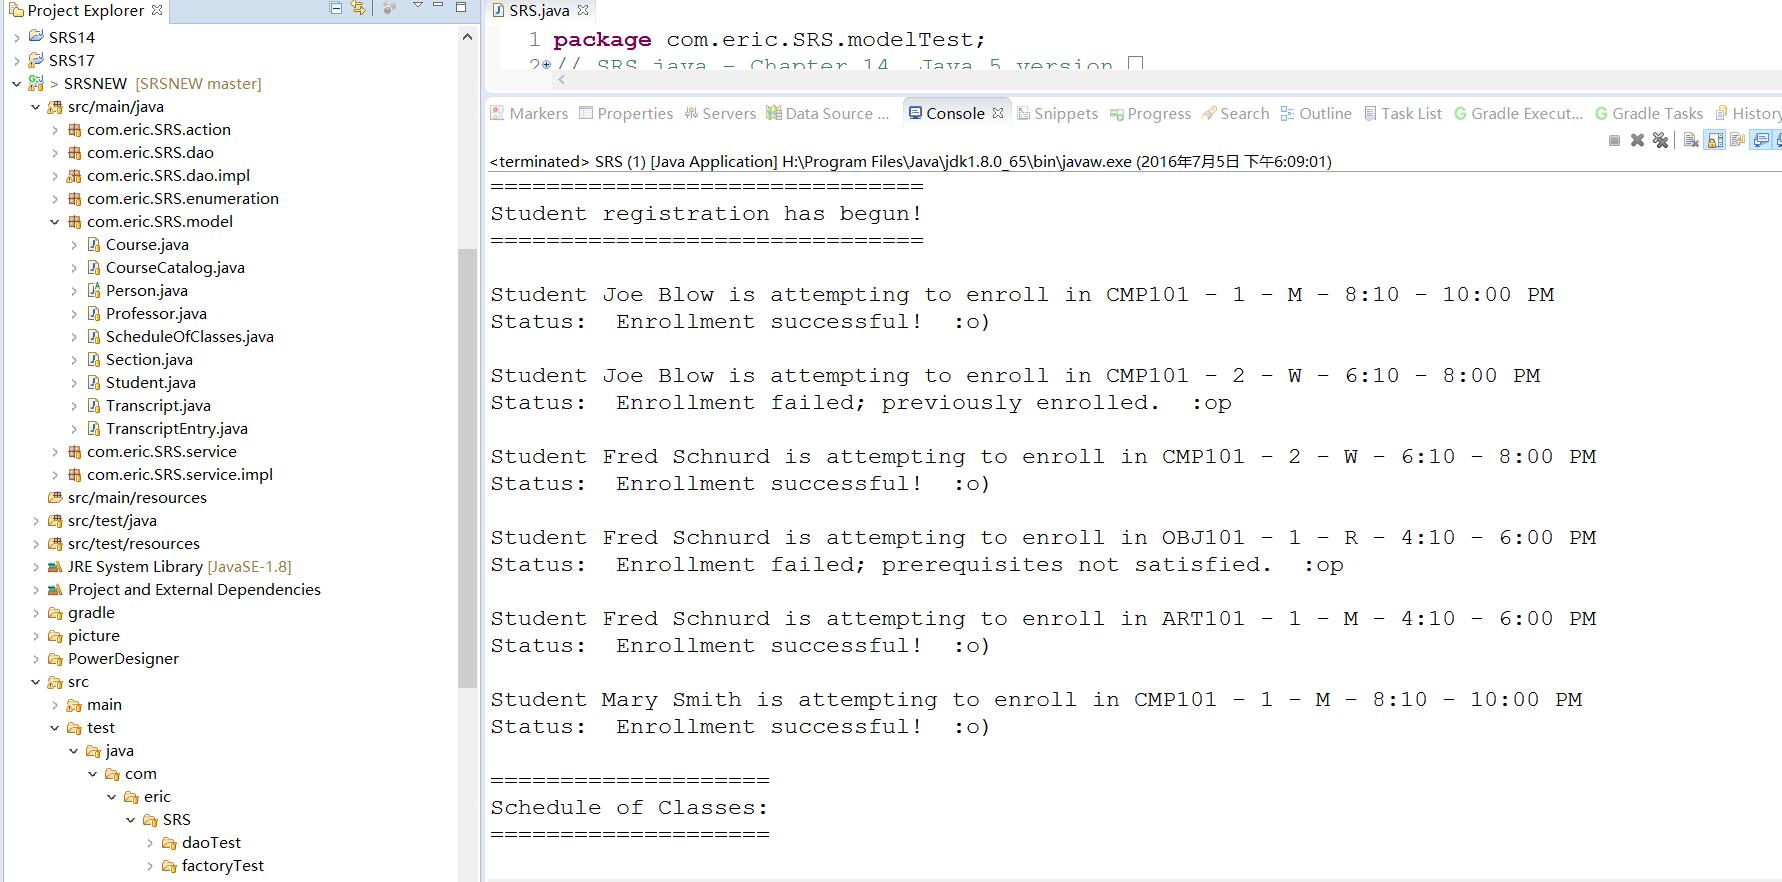 Project Explorer
SRS14
SRS17
> SRSNEW [SRSNEW master]
src/main/java
com.eric.SRS.action
com.eric.SRS.dao
com.eric.SRS.dao.impl
com.eric.SRS.enumeration
com.eric.SRS.model
Course.java
CourseCatalog.java
Person.java
Professor.java
ScheduleOfClasses.java
Section.java
Student.java
Transcript.java
TranscriptEntry.java
com.eric.SRS.service
com.eric.SRS.service.impl
src/main/resources
src/test/java
src/test/resources
JRE System Library [JavaSE-1.8]
Project and External Dependencies
gradle
picture
PowerDesigner
src
main
test
java
com
eric
SRS
daoTest
factoryTest
SRS.java
1 package com.eric.SRS.modelTest;
2 // SRS.java - Chapter 14, Java 5 version.
Markers Properties Servers Data Source ... Console Snippets Progress Search Outline Task List Gradle Execut... Gradle Tasks History
<terminated> SRS (1) [Java Application] H:\Program Files\Java\jdk1.8.0_65\bin\javaw.exe (2016年7月5日 下午6:09:01)
===============================
Student registration has begun!
===============================
Student Joe Blow is attempting to enroll in CMP101 - 1 - M - 8:10 - 10:00 PM
Status:  Enrollment successful!  :o)
Student Joe Blow is attempting to enroll in CMP101 - 2 - W - 6:10 - 8:00 PM
Status:  Enrollment failed; previously enrolled.  :op
Student Fred Schnurd is attempting to enroll in CMP101 - 2 - W - 6:10 - 8:00 PM
Status:  Enrollment successful!  :o)
Student Fred Schnurd is attempting to enroll in OBJ101 - 1 - R - 4:10 - 6:00 PM
Status:  Enrollment failed; prerequisites not satisfied.  :op
Student Fred Schnurd is attempting to enroll in ART101 - 1 - M - 4:10 - 6:00 PM
Status:  Enrollment successful!  :o)
Student Mary Smith is attempting to enroll in CMP101 - 1 - M - 8:10 - 10:00 PM
Status:  Enrollment successful!  :o)
====================
Schedule of Classes:
====================